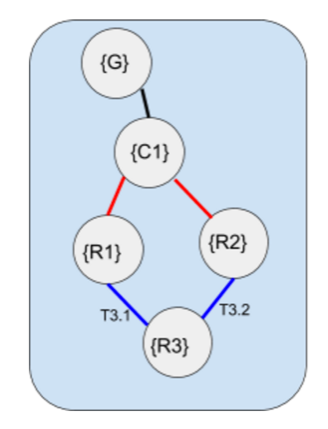 {G}
{C1}
{R1}
{R2}
T3.1
T3.2
{R3}